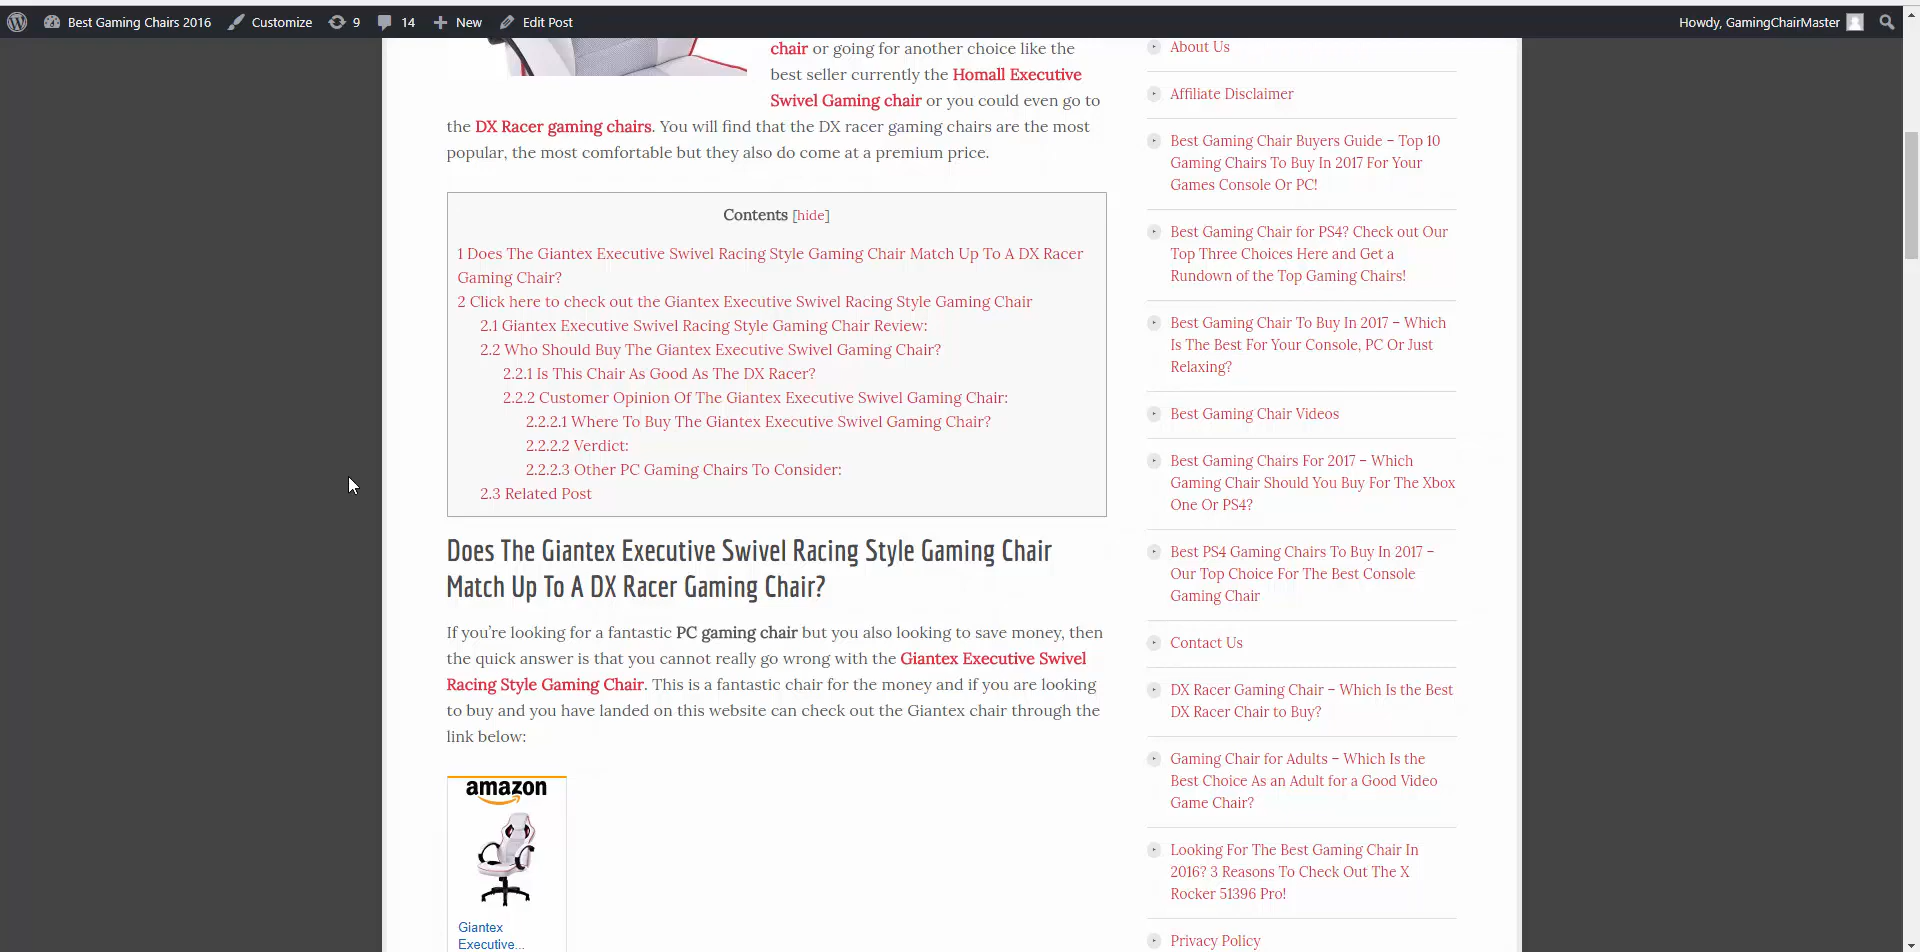 Best Gaming Chairs 2016 Customize 9 14 New Edit Post Howdy, GamingChairMaster
chair or going for another choice like the
best seller currently the Homall Executive
Swivel Gaming chair or you could even go to
the DX Racer gaming chairs. You will find that the DX racer gaming chairs are the most
popular, the most comfortable but they also do come at a premium price.
Contents [hide]
1 Does The Giantex Executive Swivel Racing Style Gaming Chair Match Up To A DX Racer
Gaming Chair?
2 Click here to check out the Giantex Executive Swivel Racing Style Gaming Chair
2.1 Giantex Executive Swivel Racing Style Gaming Chair Review:
2.2 Who Should Buy The Giantex Executive Swivel Gaming Chair?
2.2.1 Is This Chair As Good As The DX Racer?
2.2.2 Customer Opinion Of The Giantex Executive Swivel Gaming Chair:
2.2.2.1 Where To Buy The Giantex Executive Swivel Gaming Chair?
2.2.2.2 Verdict:
2.2.2.3 Other PC Gaming Chairs To Consider:
2.3 Related Post
Does The Giantex Executive Swivel Racing Style Gaming Chair
Match Up To A DX Racer Gaming Chair?
If you’re looking for a fantastic PC gaming chair but you also looking to save money, then
the quick answer is that you cannot really go wrong with the Giantex Executive Swivel
Racing Style Gaming Chair. This is a fantastic chair for the money and if you are looking
to buy and you have landed on this website can check out the Giantex chair through the
link below:
amazon
Giantex
Executive...
About Us
Affiliate Disclaimer
Best Gaming Chair Buyers Guide – Top 10
Gaming Chairs To Buy In 2017 For Your
Games Console Or PC!
Best Gaming Chair for PS4? Check out Our
Top Three Choices Here and Get a
Rundown of the Top Gaming Chairs!
Best Gaming Chair To Buy In 2017 – Which
Is The Best For Your Console, PC Or Just
Relaxing?
Best Gaming Chair Videos
Best Gaming Chairs For 2017 – Which
Gaming Chair Should You Buy For The Xbox
One Or PS4?
Best PS4 Gaming Chairs To Buy In 2017 –
Our Top Choice For The Best Console
Gaming Chair
Contact Us
DX Racer Gaming Chair – Which Is the Best
DX Racer Chair to Buy?
Gaming Chair for Adults – Which Is the
Best Choice As an Adult for a Good Video
Game Chair?
Looking For The Best Gaming Chair In
2016? 3 Reasons To Check Out The X
Rocker 51396 Pro!
Privacy Policy